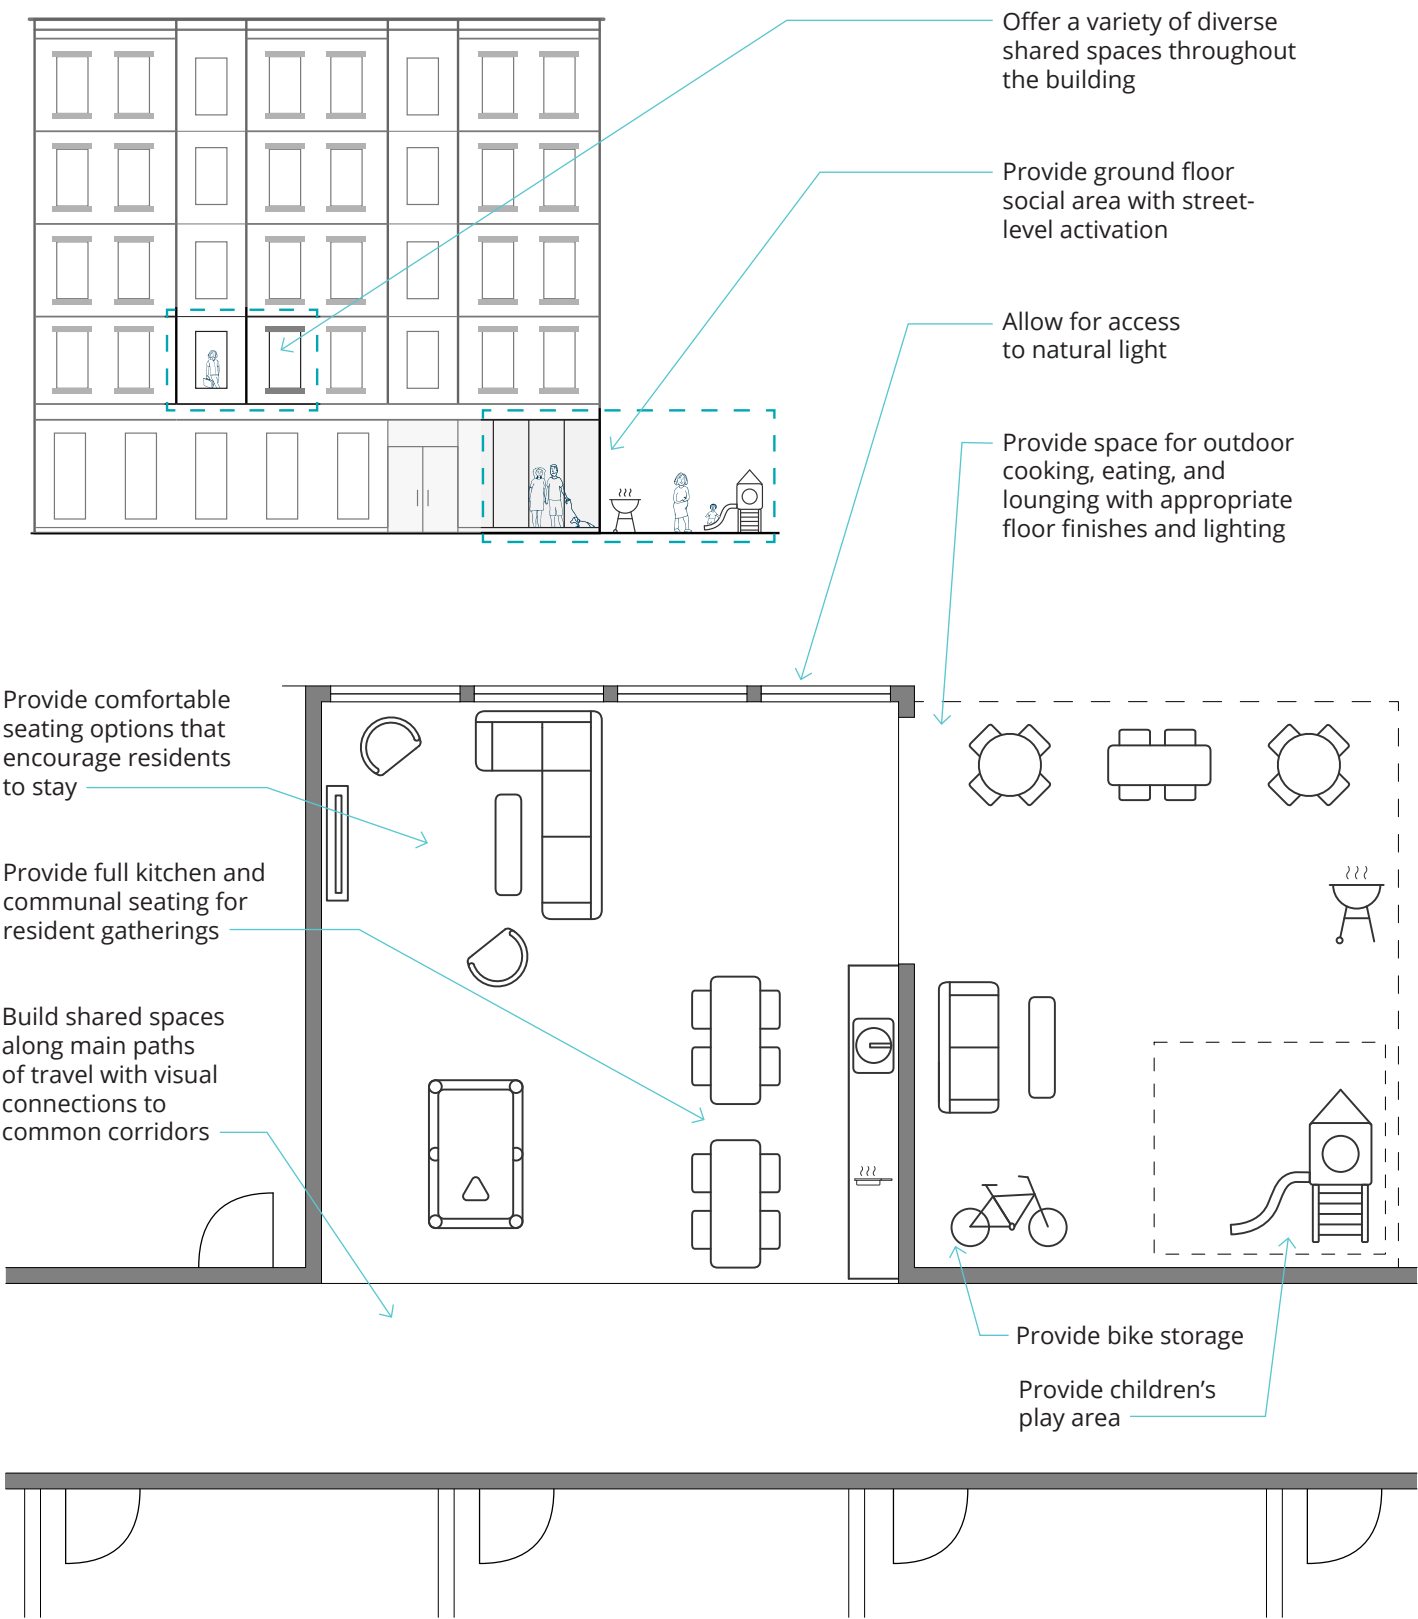 Offer a variety of diverse
shared spaces throughout
the building
Provide ground floor
social area with street-
level activation
Allow for access
to natural light
Provide space for outdoor
cooking, eating, and
lounging with appropriate
floor finishes and lighting
Provide comfortable
seating options that
encourage residents
to stay
Provide full kitchen and
communal seating for
resident gatherings
Build shared spaces
along main paths
of travel with visual
connections to
common corridors
Provide bike storage
Provide children’s
play area